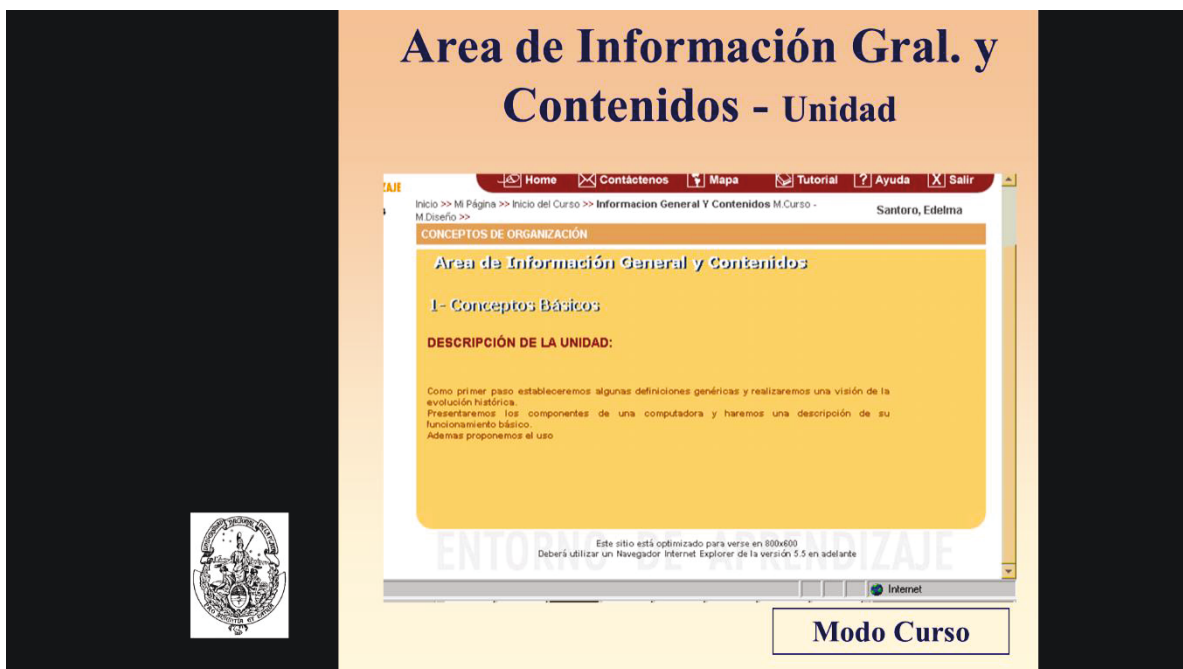 Area de Información Gral. y
Contenidos - Unidad
ZAJE
Home Contáctenos Mapa Tutorial ? Ayuda X Salir
Inicio >> Mi Página >> Inicio del Curso >> Informacion General Y Contenidos M.Curso -
M.Diseño >>
Santoro, Edelma
CONCEPTOS DE ORGANIZACIÓN
Area de Información General y Contenidos
1- Conceptos Básicos
DESCRIPCIÓN DE LA UNIDAD:
Como primer paso estableceremos algunas definiciones genéricas y realizaremos una visión de la
evolución histórica.
Presentaremos los componentes de una computadora y haremos una descripción de su
funcionamiento básico.
Ademas proponemos el uso
ENTORNO DE APRENDIZAJE
Este sitio está optimizado para verse en 800x600
Deberá utilizar un Navegador Internet Explorer de la versión 5.5 en adelante
Internet
Modo Curso